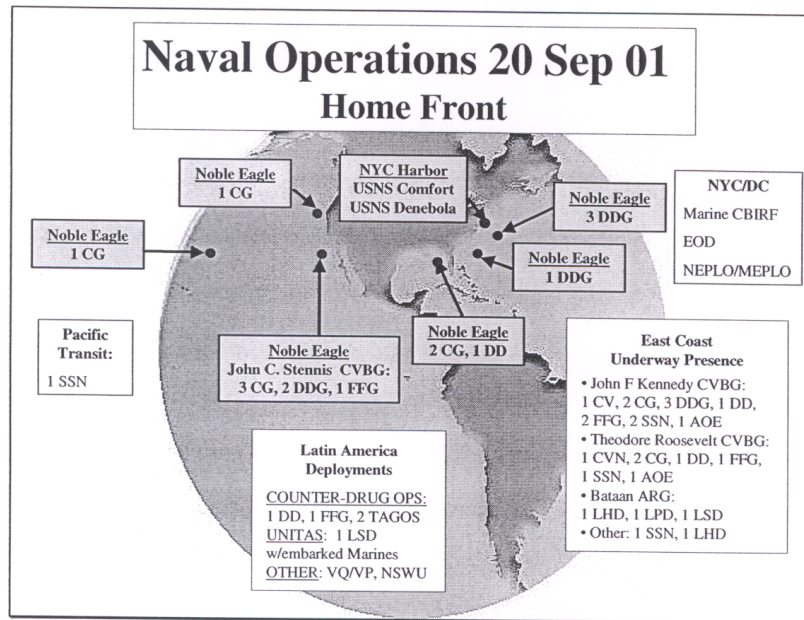 Naval Operations 20 Sep 01
Home Front
Noble Eagle
1 CG
NYC Harbor
USNS Comfort
USNS Denebola
Noble Eagle
3 DDG
NYC/DC
Marine CBIRF
EOD
NEPLO/MEPLO
Noble Eagle
1 CG
Noble Eagle
1 DDG
Pacific
Transit:
1 SSN
Noble Eagle
John C. Stennis CVBG:
3 CG, 2 DDG, 1 FFG
Noble Eagle
2 CG, 1 DD
East Coast
Underway Presence
• John F Kennedy CVBG:
1 CV, 2 CG, 3 DDG, 1 DD,
2 FFG, 2 SSN, 1 AOE
• Theodore Roosevelt CVBG:
1 CVN, 2 CG, 1 DD, 1 FFG,
1 SSN, 1 AOE
• Bataan ARG:
1 LHD, 1 LPD, 1 LSD
• Other: 1 SSN, 1 LHD
Latin America
Deployments
COUNTER-DRUG OPS:
1 DD, 1 FFG, 2 TAGOS
UNITAS: 1 LSD
w/embarked Marines
OTHER: VQ/VP, NSWU